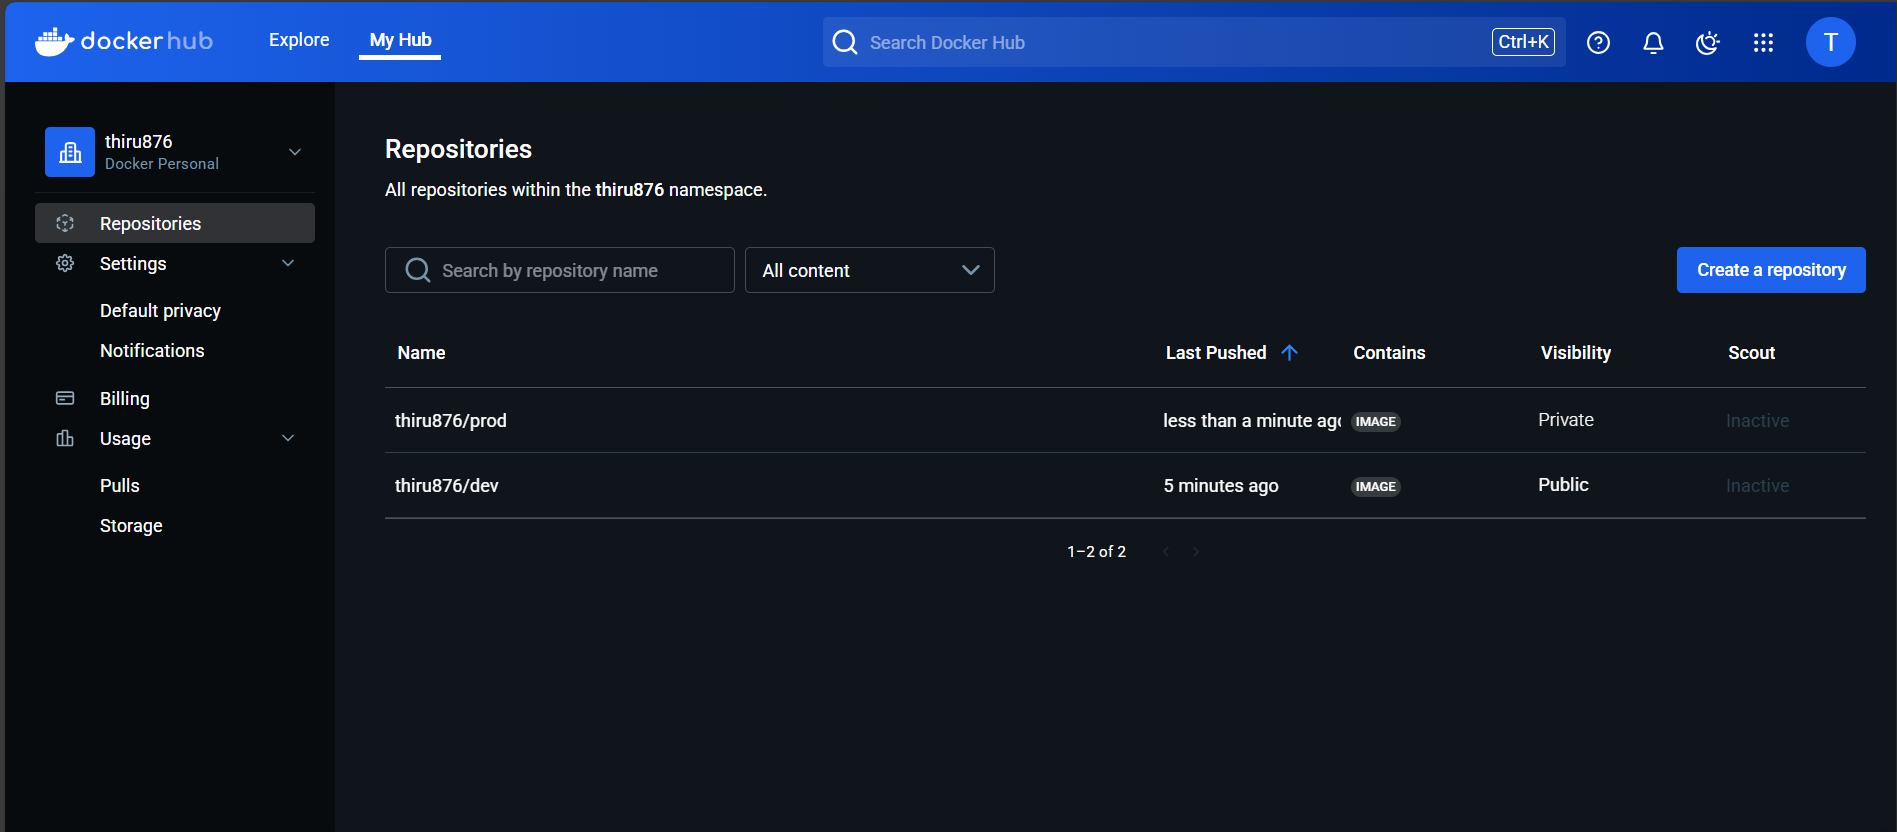 dockerhub
Explore
My Hub
Search Docker Hub
Ctrl+K
T
thiru876
Docker Personal
Repositories
Settings
Default privacy
Notifications
Billing
Usage
Pulls
Storage
Repositories
All repositories within the thiru876 namespace.
Search by repository name
All content
Create a repository
Name Last Pushed Contains Visibility Scout
thiru876/prod less than a minute ago IMAGE Private Inactive
thiru876/dev 5 minutes ago IMAGE Public Inactive
1–2 of 2